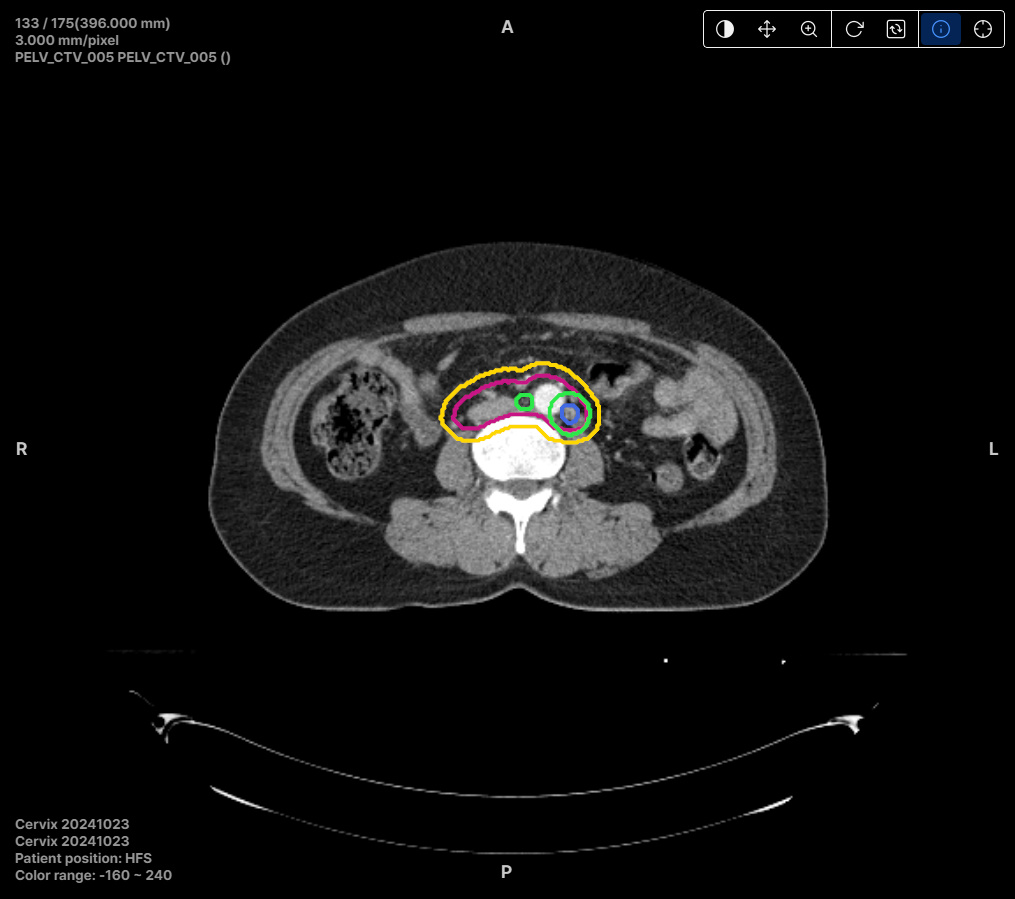 133 / 175(396.000 mm)
3.000 mm/pixel
PELV_CTV_005 PELV_CTV_005 ()
A
R
L
Cervix 20241023
Cervix 20241023
Patient position: HFS
Color range: -160 ~ 240
P